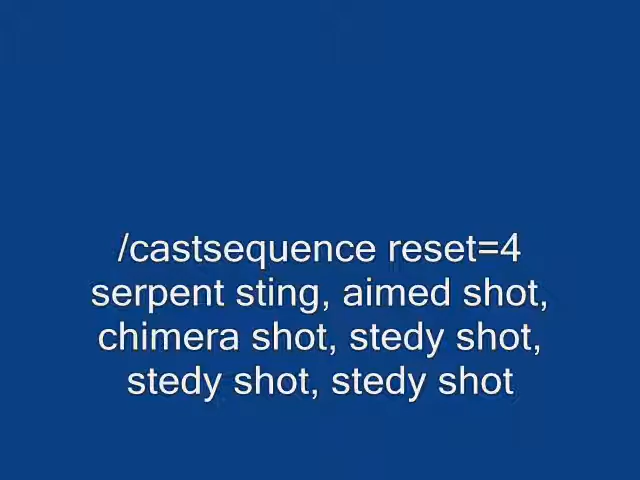 /castsequence reset=4
serpent sting, aimed shot,
chimera shot, stedy shot,
stedy shot, stedy shot